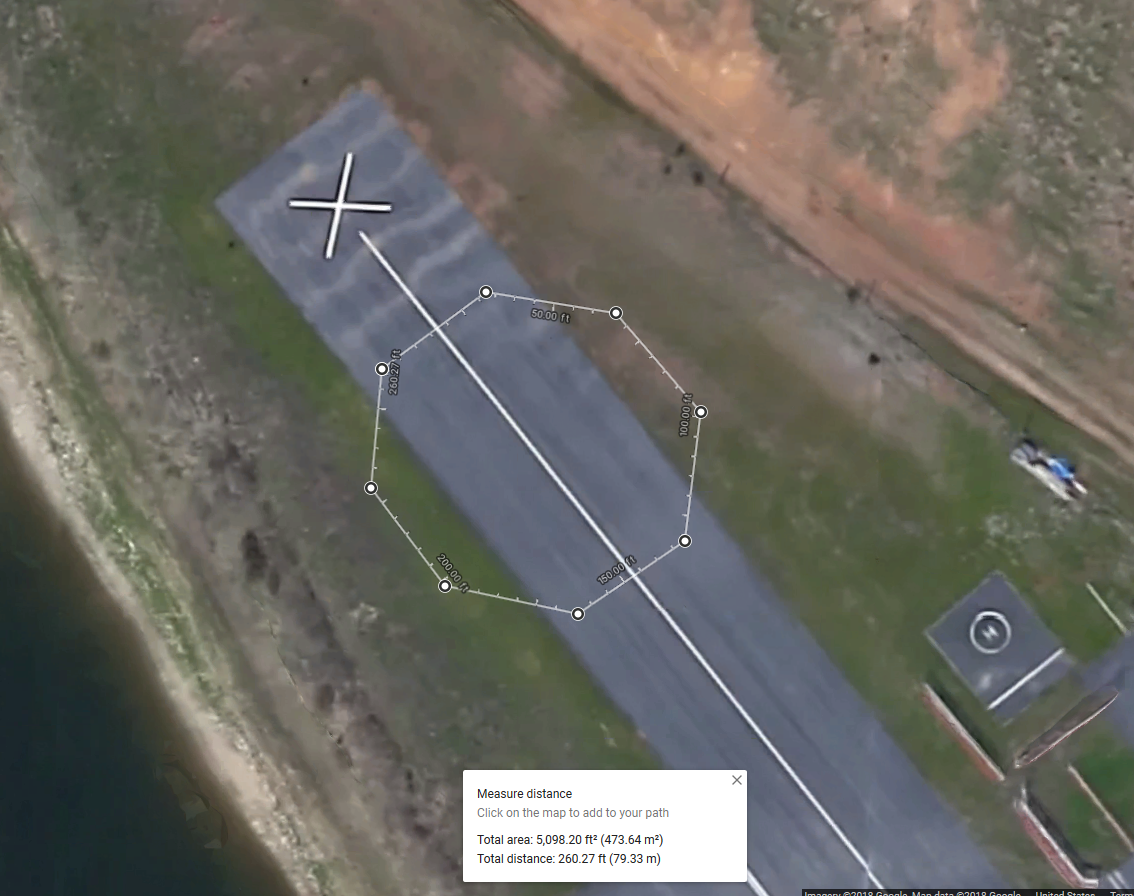 50.00 ft
260.27 ft
100.00 ft
200.00 ft
150.00 ft
H
Measure distance
Click on the map to add to your path
Total area: 5,098.20 ft² (473.64 m²)
Total distance: 260.27 ft (79.33 m)
Imagery ©2018 Google, Map data ©2018 Google United States